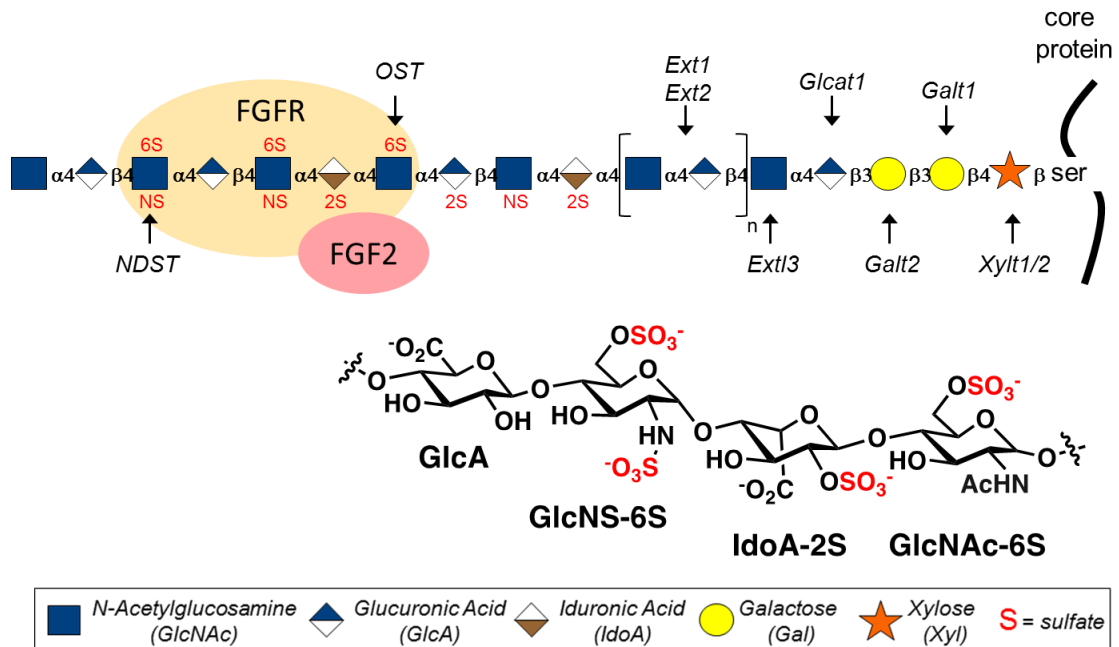 core
protein
OST
Ext1
Ext2
Glcat1
Galt1
FGFR
6S 6S 6S
α4 β4 α4 β4 α4 α4 α4 β4 α4 α4 α4 β4 α4 β3 β3 β4 β ser
NS NS 2S 2S NS 2S
n
FGF2
NDST Extl3 Galt2 Xylt1/2
OSO₃⁻
⁻O₂C O O OSO₃⁻
O HO OH O HO O O O
GlcA HN O HO O HO O
⁻O₃S ⁻O₂C OSO₃⁻ AcHN
GlcNS-6S
IdoA-2S GlcNAc-6S
N-Acetylglucosamine Glucuronic Acid Iduronic Acid Galactose Xylose S = sulfate
(GlcNAc) (GlcA) (IdoA) (Gal) (Xyl)